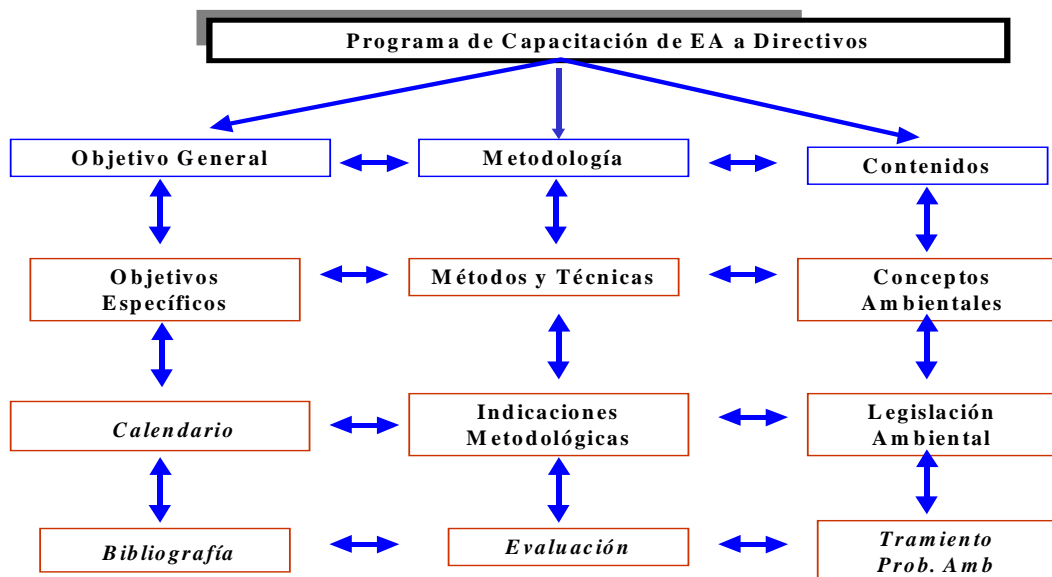 Programa de Capacitación de EA a Directivos
Objetivo General
Metodología
Contenidos
Objetivos
Específicos
Métodos y Técnicas
Conceptos
Ambientales
Calendario
Indicaciones
Metodológicas
Legislación
Ambiental
Bibliografía
Evaluación
Tramiento
Prob. Amb